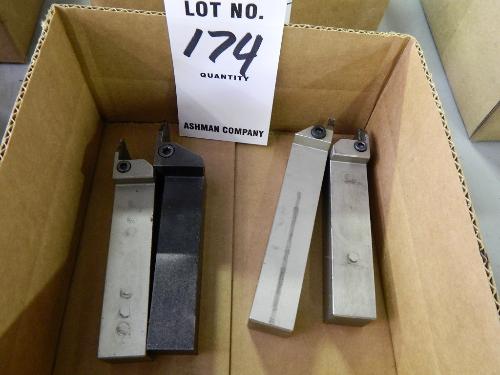 LOT NO.
174
QUANTITY
ASHMAN COMPANY